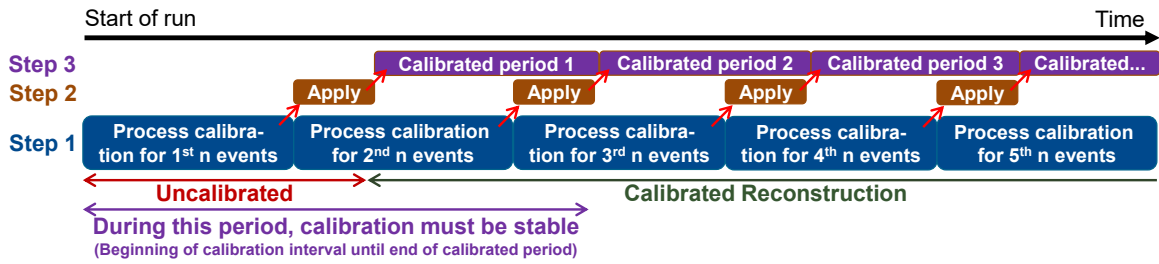 Start of run
Time
Step 3
Calibrated period 1
Calibrated period 2
Calibrated period 3
Calibrated...
Step 2
Apply
Apply
Apply
Apply
Step 1
Process calibra-
tion for 1st n events
Process calibration
for 2nd n events
Process calibra-
tion for 3rd n events
Process calibra-
tion for 4th n events
Process calibration
for 5th n events
Uncalibrated
Calibrated Reconstruction
During this period, calibration must be stable
(Beginning of calibration interval until end of calibrated period)